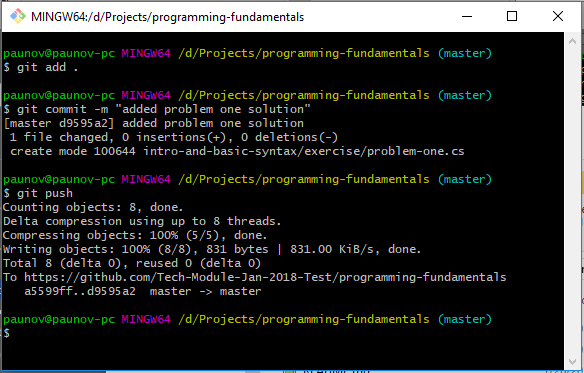 MINGW64:/d/Projects/programming-fundamentals
paunov@paunov-pc MINGW64 /d/Projects/programming-fundamentals (master)
$ git add .
paunov@paunov-pc MINGW64 /d/Projects/programming-fundamentals (master)
$ git commit -m "added problem one solution"
[master d9595a2] added problem one solution
 1 file changed, 0 insertions(+), 0 deletions(-)
 create mode 100644 intro-and-basic-syntax/exercise/problem-one.cs
paunov@paunov-pc MINGW64 /d/Projects/programming-fundamentals (master)
$ git push
Counting objects: 8, done.
Delta compression using up to 8 threads.
Compressing objects: 100% (5/5), done.
Writing objects: 100% (8/8), 831 bytes | 831.00 KiB/s, done.
Total 8 (delta 0), reused 0 (delta 0)
To https://github.com/Tech-Module-Jan-2018-Test/programming-fundamentals
   a5599ff..d9595a2  master -> master
paunov@paunov-pc MINGW64 /d/Projects/programming-fundamentals (master)
$